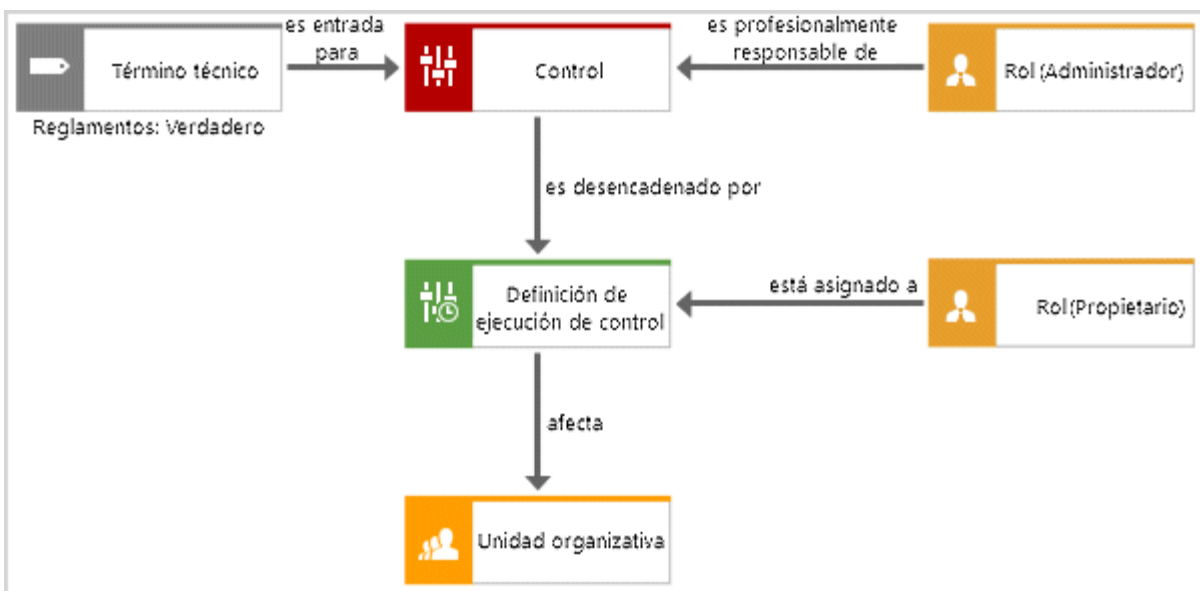 es entrada
para
es profesionalmente
responsable de
Término técnico
Control
Rol (Administrador)
Reglamentos: Verdadero
es desencadenado por
Definición de
ejecución de control
está asignado a
Rol (Propietario)
afecta
Unidad organizativa